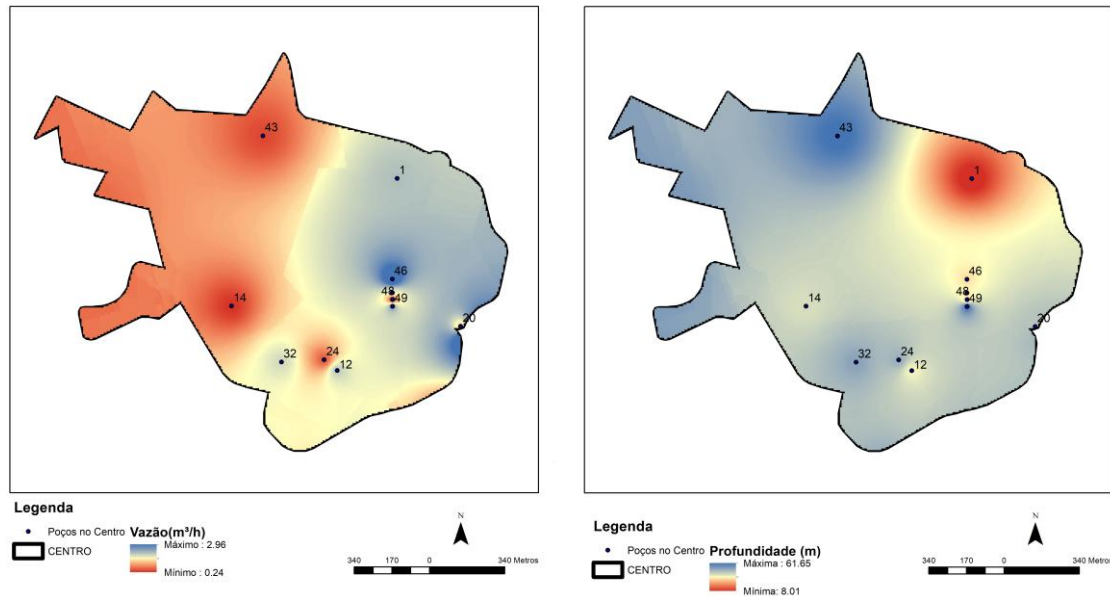 43
1
46
48
49
14
20
32
24
12
Legenda
Poços no Centro
CENTRO
Vazão(m³/h)
Máximo : 2.96
Mínimo : 0.24
N
340 170 0 340 Metros
43
1
46
48
49
14
20
32
24
12
Legenda
Poços no Centro
CENTRO
Profundidade (m)
Máxima : 61.65
Mínima: 8.01
N
340 170 0 340 Metros